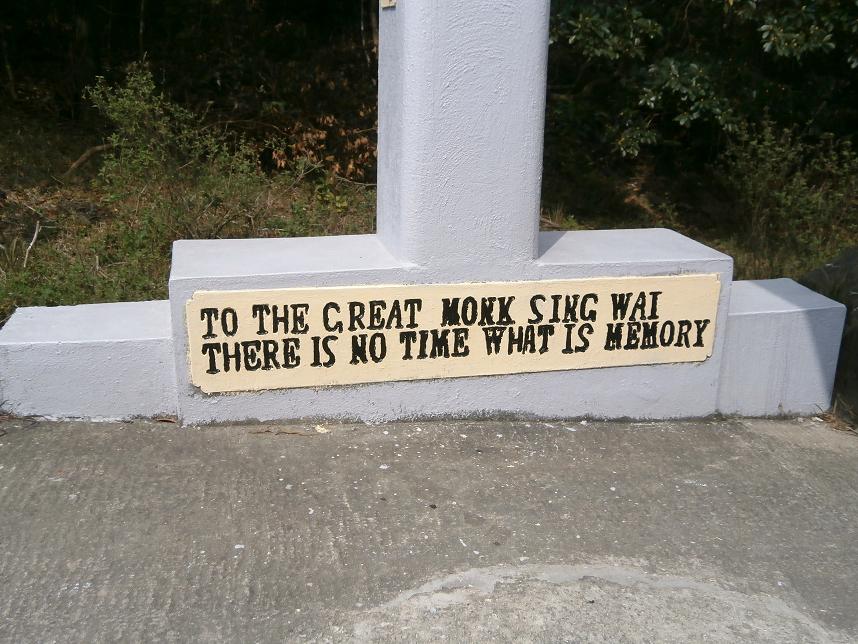 TO THE GREAT MONK SING WAI
THERE IS NO TIME WHAT IS MEMORY